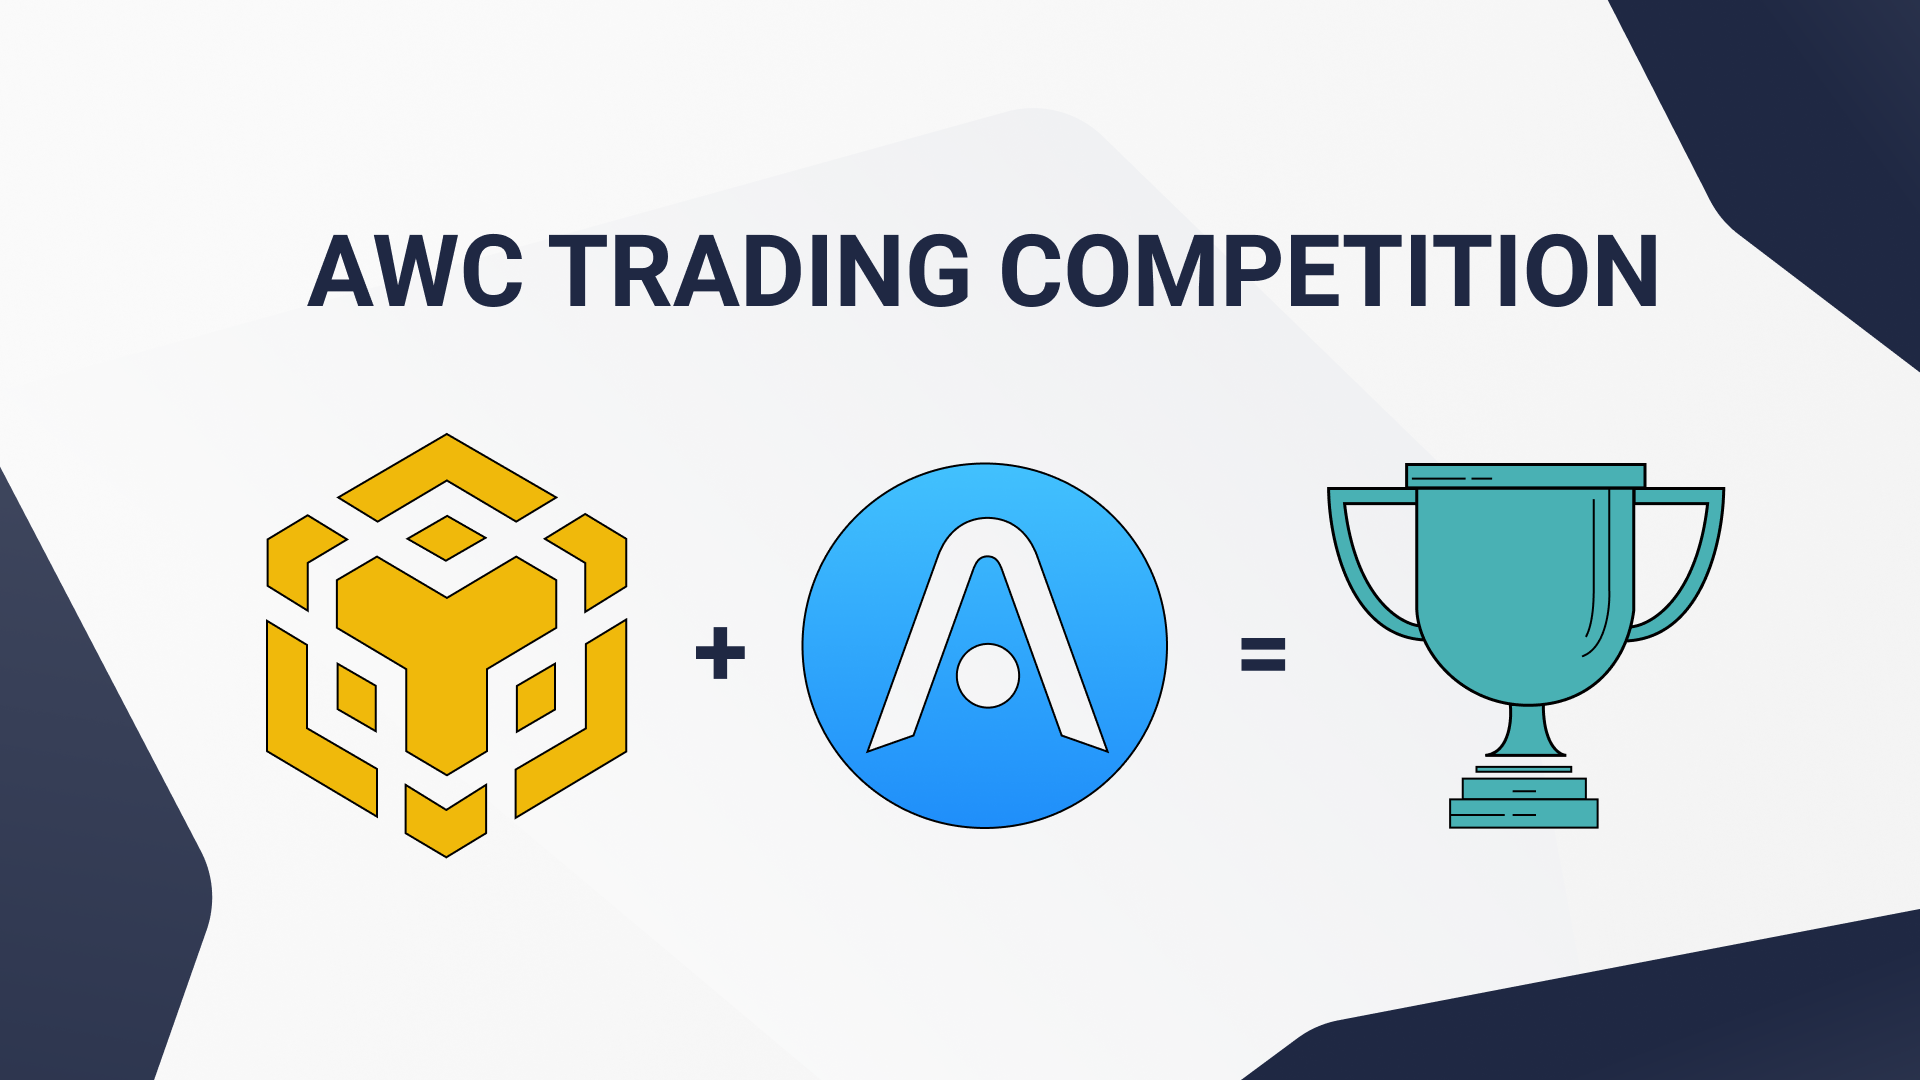 AWC TRADING COMPETITION
+ =